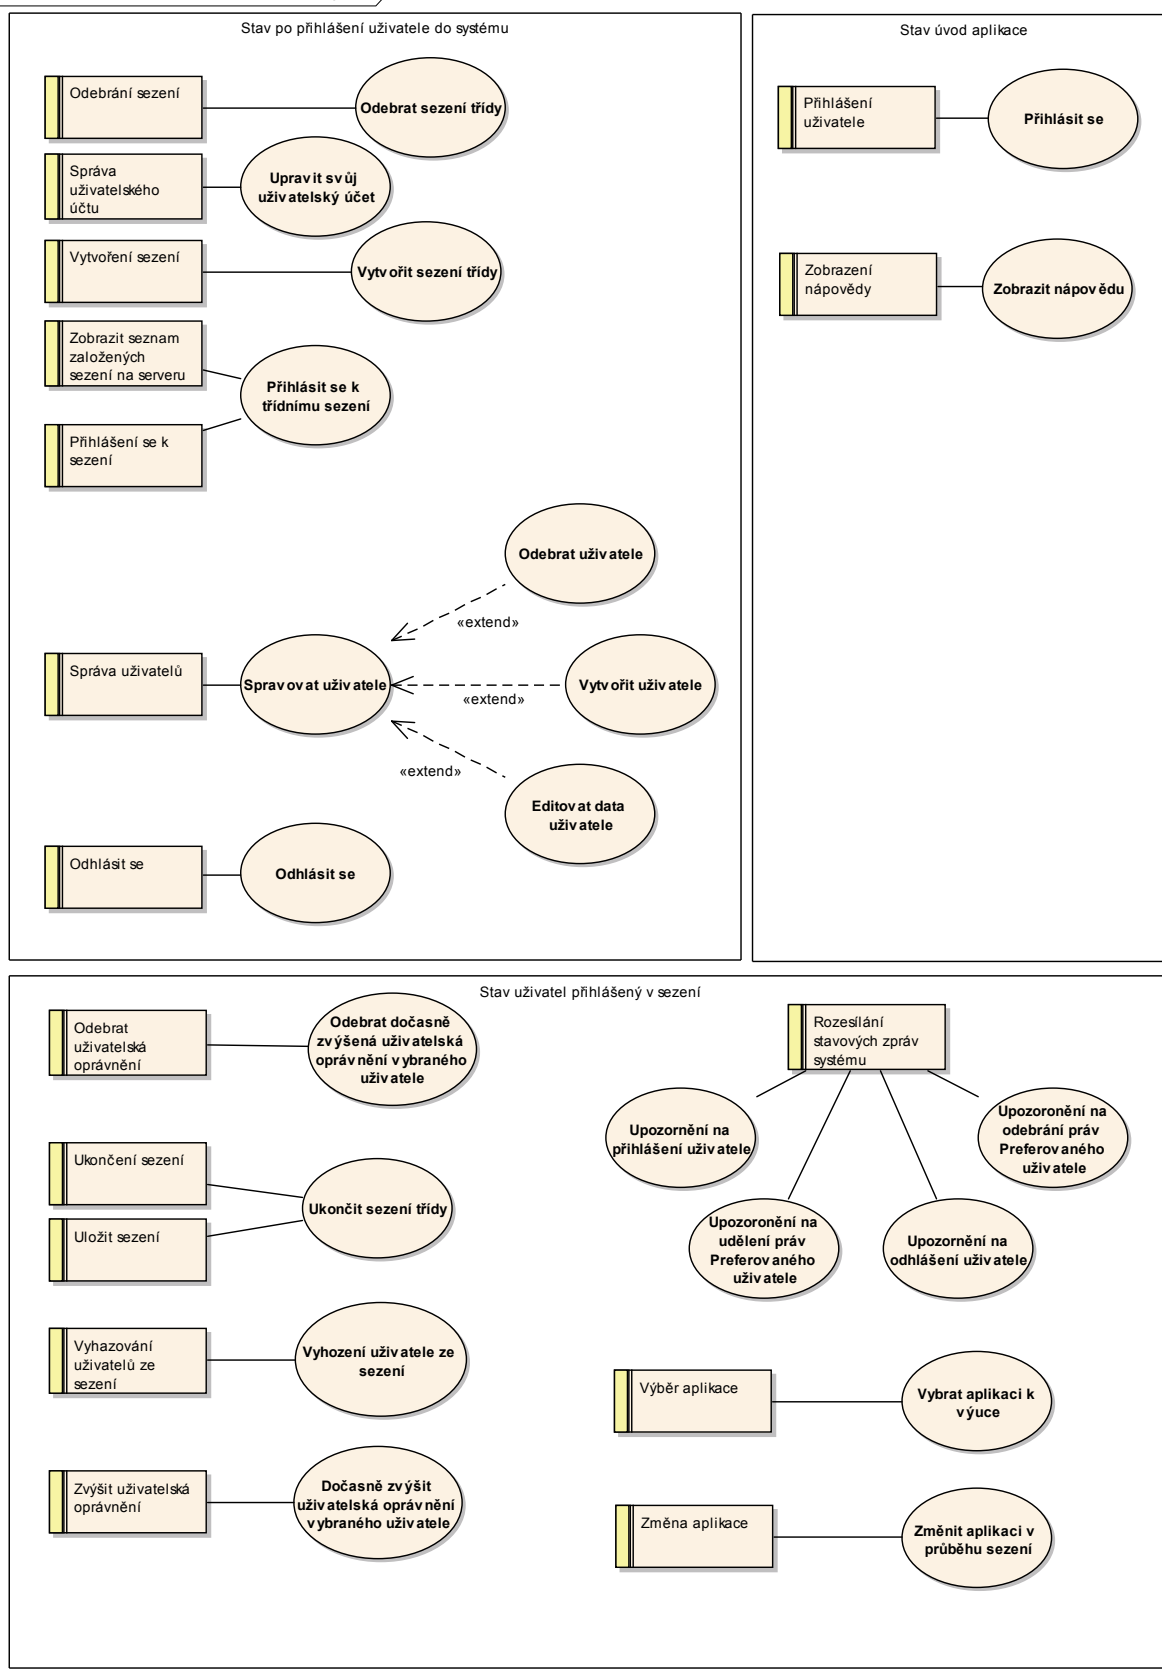 Stav po přihlášení uživatele do systému
Odebrání sezení
Odebrat sezení třídy
Správa
uživatelského
účtu
Upravit svůj
uživatelský účet
Vytvoření sezení
Vytvořit sezení třídy
Zobrazit seznam
založených
sezení na serveru
Přihlásit se k
třídnímu sezení
Přihlášení se k
sezení
Odebrat uživatele
«extend»
Správa uživatelů
Spravovat uživatele
«extend»
Vytvořit uživatele
«extend»
Editovat data
uživatele
Odhlásit se
Odhlásit se
Stav úvod aplikace
Přihlášení
uživatele
Přihlásit se
Zobrazení
nápovědy
Zobrazit nápovědu
Stav uživatel přihlášený v sezení
Odebrat
uživatelská
oprávnění
Odebrat dočasně
zvýšená uživatelská
oprávnění vybraného
uživatele
Ukončení sezení
Uložit sezení
Ukončit sezení třídy
Vyhazování
uživatelů ze
sezení
Vyhození uživatele ze
sezení
Zvýšit uživatelská
oprávnění
Dočasně zvýšit
uživatelská oprávnění
vybraného uživatele
Rozesílání
stavových zpráv
systému
Upozornění na
přihlášení uživatele
Upozoronění na
udělení práv
Preferovaného
uživatele
Upozornění na
odhlášení uživatele
Upozoronění na
odebrání práv
Preferovaného
uživatele
Výběr aplikace
Vybrat aplikaci k
výuce
Změna aplikace
Změnit aplikaci v
průběhu sezení